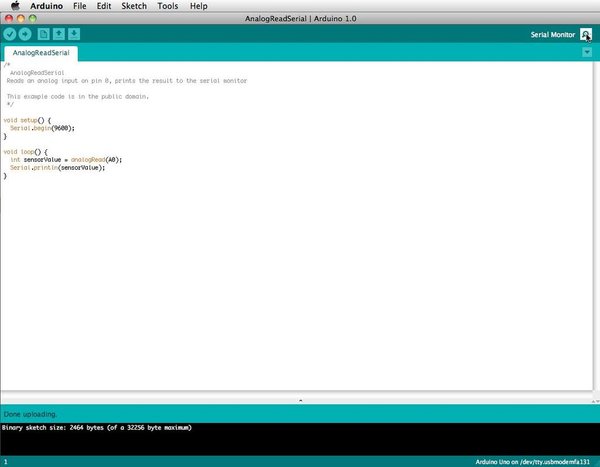 Arduino File Edit Sketch Tools Help
AnalogReadSerial | Arduino 1.0
Serial Monitor
AnalogReadSerial
/*
AnalogReadSerial
Reads an analog input on pin 0, prints the result to the serial monitor
This example code is in the public domain.
*/
void setup() {
Serial.begin(9600);
}
void loop() {
int sensorValue = analogRead(A0);
Serial.println(sensorValue);
}
Done uploading.
Binary sketch size: 2464 bytes (of a 32256 byte maximum)
1 Arduino Uno on /dev/tty.usbmodemfa131